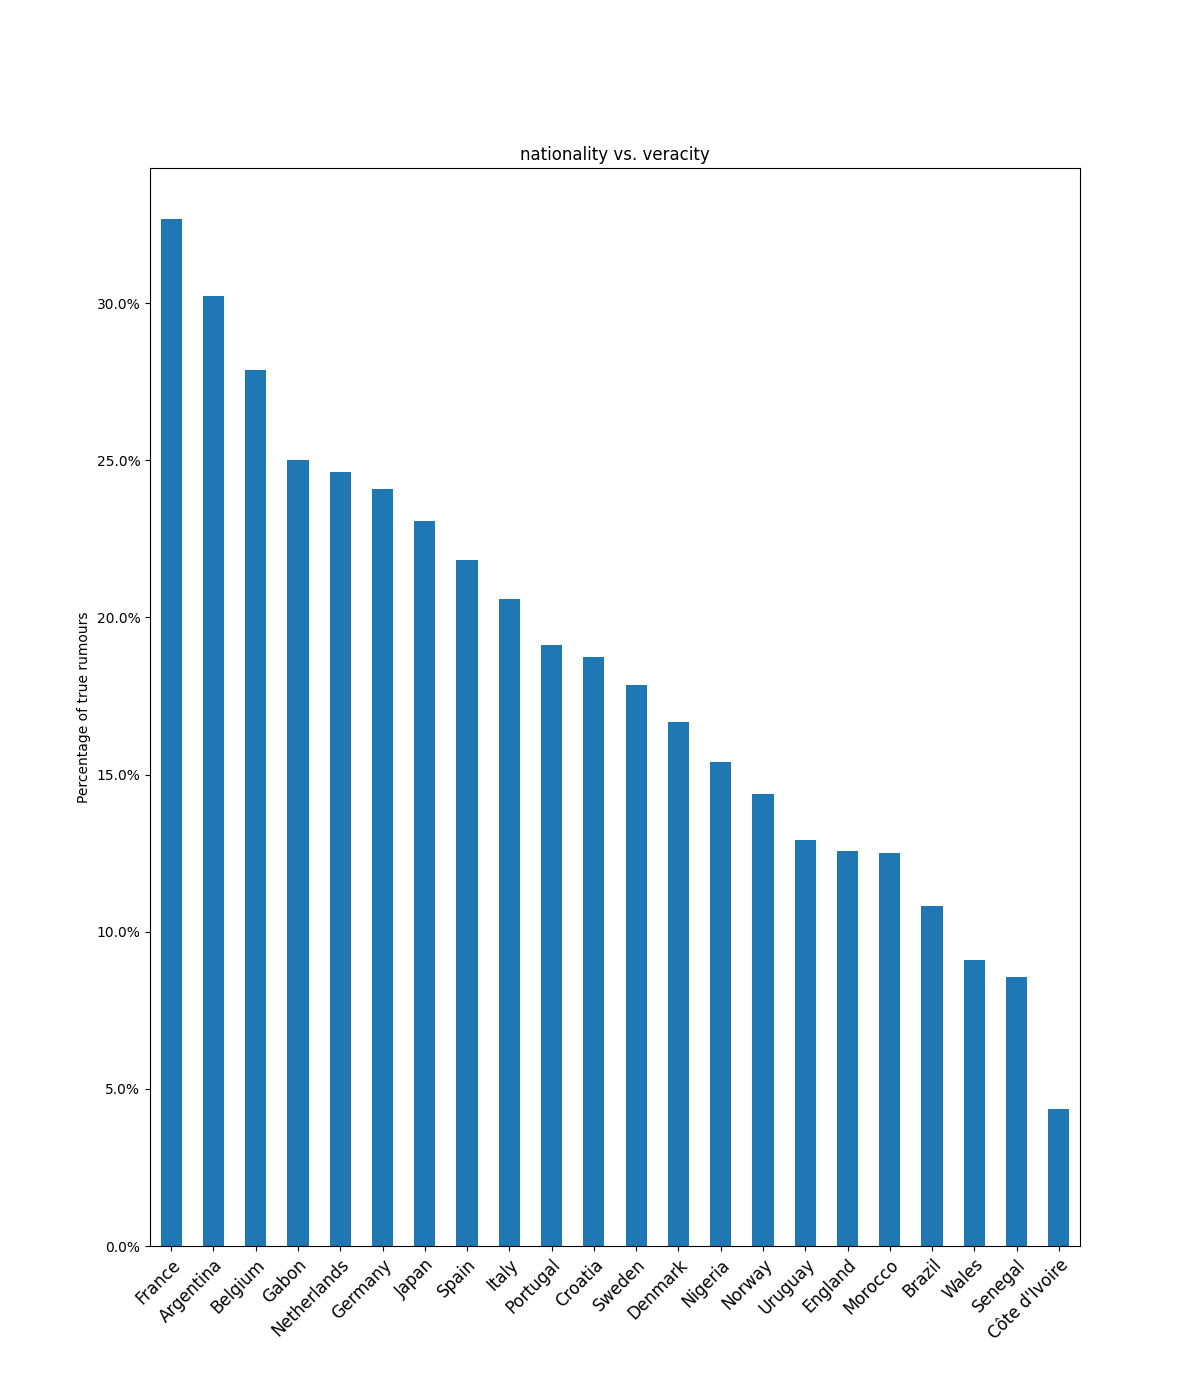 nationality vs. veracity
Percentage of true rumours
30.0%
25.0%
20.0%
15.0%
10.0%
5.0%
0.0%
France
Argentina
Belgium
Gabon
Netherlands
Germany
Japan
Spain
Italy
Portugal
Croatia
Sweden
Denmark
Nigeria
Norway
Uruguay
England
Morocco
Brazil
Wales
Senegal
Côte d'Ivoire